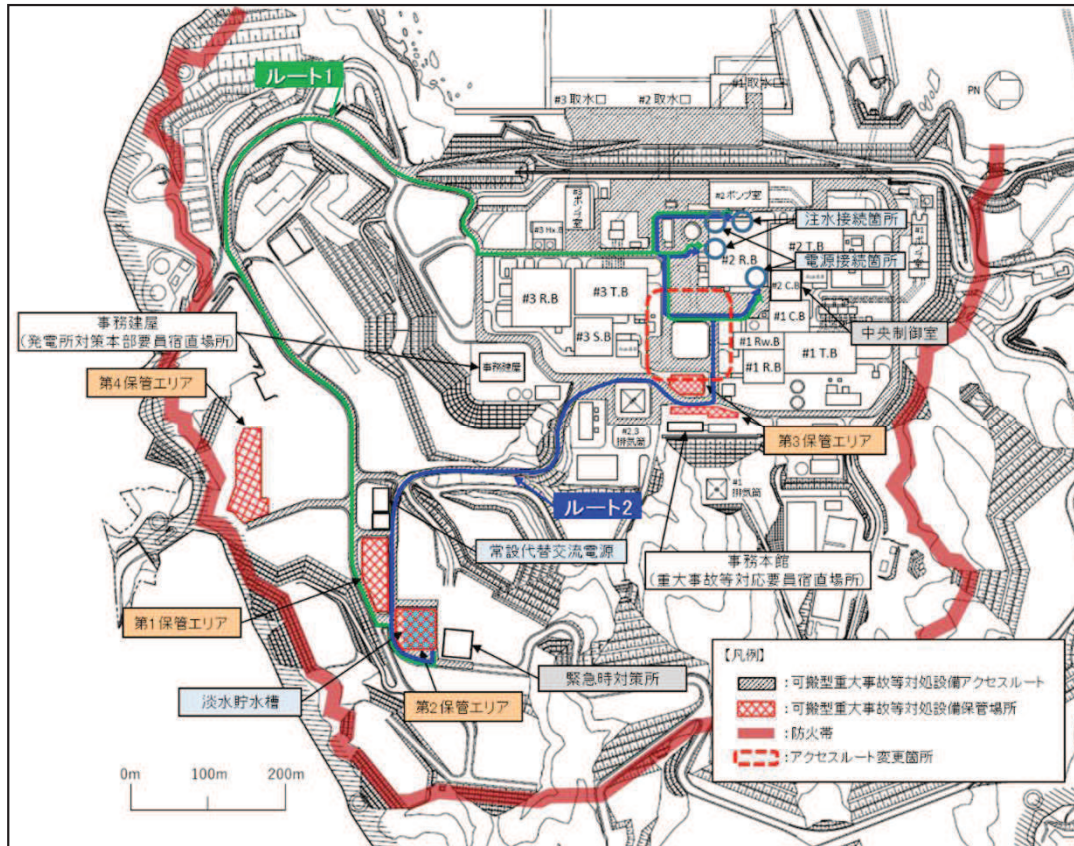 ルート1
PN
#1 取水口
#3 取水口
#2 取水口
#3
ポンプ室
#2 ポンプ室
#3 Hx.B
注水接続箇所
#2 T.B
電源接続箇所
#2 R.B
#2 C.B
#1 C.B
中央制御室
#3 R.B
#3 T.B
#3 S.B
#1 Rw.B
#1 R.B
#1 T.B
事務建屋
(発電所対策本部要員宿直場所)
事務建屋
第4保管エリア
#2,3
排気筒
第3保管エリア
#1
排気筒
ルート2
常設代替交流電源
事務本館
(重大事故等対応要員宿直場所)
第1保管エリア
緊急時対策所
淡水貯水槽
第2保管エリア
【凡例】
:可搬型重大事故等対処設備アクセスルート
:可搬型重大事故等対処設備保管場所
:防火帯
:アクセスルート変更箇所
0m 100m 200m